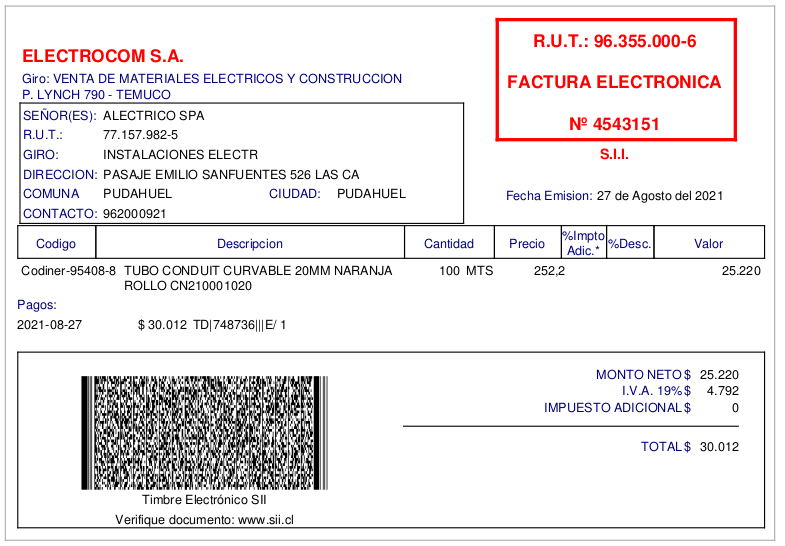 ELECTROCOM S.A.
Giro: VENTA DE MATERIALES ELECTRICOS Y CONSTRUCCION
P. LYNCH 790 - TEMUCO
R.U.T.: 96.355.000-6
FACTURA ELECTRONICA
Nº 4543151
S.I.I.
SEÑOR(ES): ALECTRICO SPA
R.U.T.: 77.157.982-5
GIRO: INSTALACIONES ELECTR
DIRECCION: PASAJE EMILIO SANFUENTES 526 LAS CA
COMUNA PUDAHUEL CIUDAD: PUDAHUEL
CONTACTO: 962000921
Fecha Emision: 27 de Agosto del 2021
Codigo Descripcion Cantidad Precio %Impto Adic.* %Desc. Valor
Codiner-95408-8 TUBO CONDUIT CURVABLE 20MM NARANJA 100 MTS 252,2 25.220
ROLLO CN210001020
Pagos:
2021-08-27 $ 30.012 TD|748736|||E/ 1
MONTO NETO $ 25.220
I.V.A. 19% $ 4.792
IMPUESTO ADICIONAL $ 0
TOTAL $ 30.012
Timbre Electrónico SII
Verifique documento: www.sii.cl